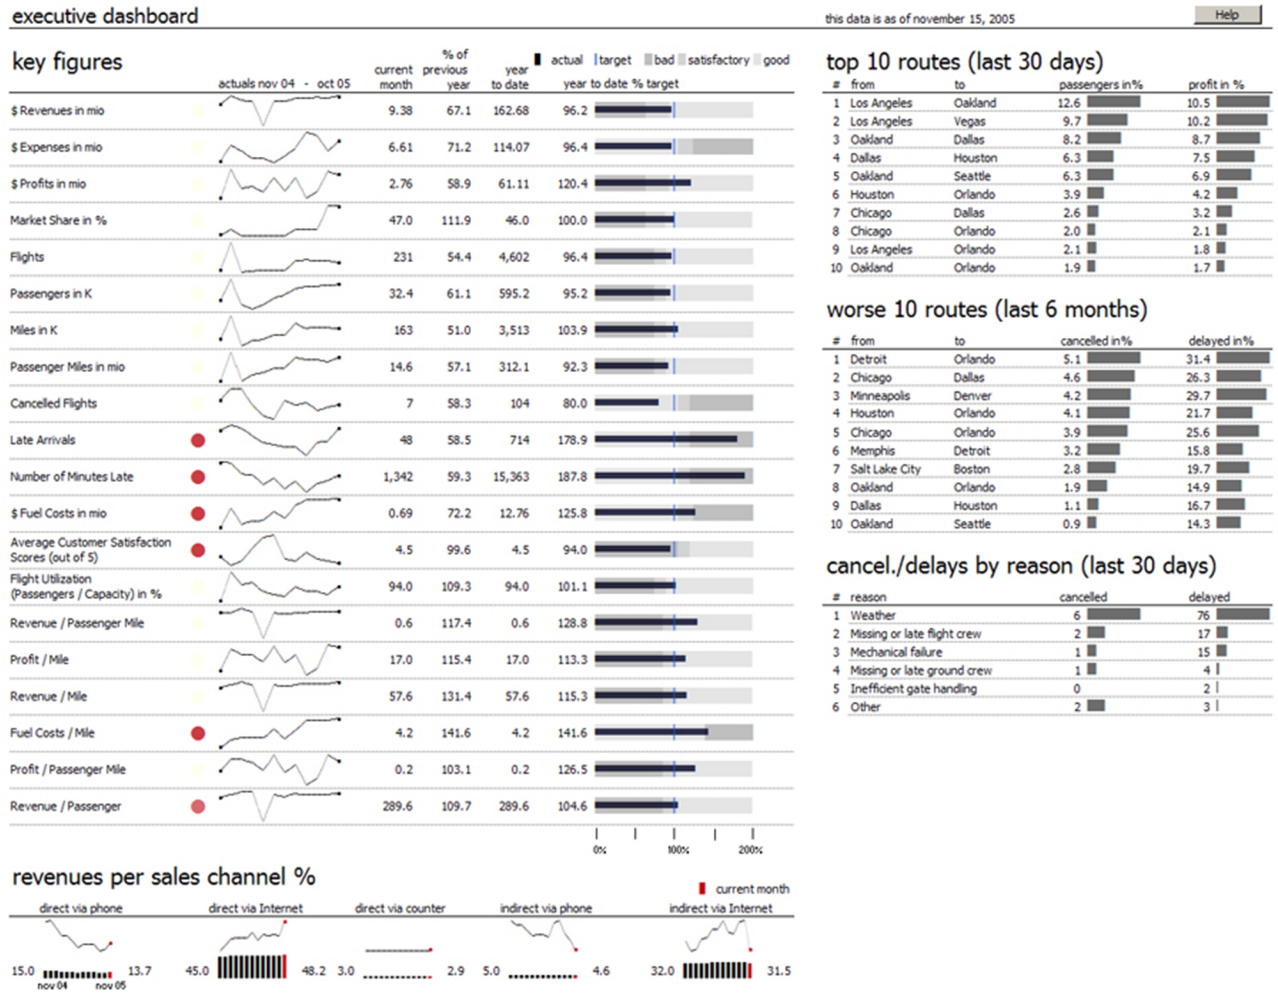 executive dashboard
this data is as of november 15, 2005
Help
key figures
actual target bad satisfactory good
actuals nov 04 - oct 05 current month % of previous year year to date year to date % target
$ Revenues in mio 9.38 67.1 162.68 96.2
$ Expenses in mio 6.61 71.2 114.07 96.4
$ Profits in mio 2.76 58.9 61.11 120.4
Market Share in % 47.0 111.9 46.0 100.0
Flights 231 54.4 4,602 96.4
Passengers in K 32.4 61.1 595.2 95.2
Miles in K 163 51.0 3,513 103.9
Passenger Miles in mio 14.6 57.1 312.1 92.3
Cancelled Flights 7 58.3 104 80.0
Late Arrivals 48 58.5 714 178.9
Number of Minutes Late 1,342 59.3 15,363 187.8
$ Fuel Costs in mio 0.69 72.2 12.76 125.8
Average Customer Satisfaction
Scores (out of 5) 4.5 99.6 4.5 94.0
Flight Utilization
(Passengers / Capacity) in % 94.0 109.3 94.0 101.1
Revenue / Passenger Mile 0.6 117.4 0.6 128.8
Profit / Mile 17.0 115.4 17.0 113.3
Revenue / Mile 57.6 131.4 57.6 115.3
Fuel Costs / Mile 4.2 141.6 4.2 141.6
Profit / Passenger Mile 0.2 103.1 0.2 126.5
Revenue / Passenger 289.6 109.7 289.6 104.6
0% 100% 200%
revenues per sales channel %
current month
direct via phone direct via Internet direct via counter indirect via phone indirect via Internet
15.0 13.7 45.0 48.2 3.0 2.9 5.0 4.6 32.0 31.5
nov 04 nov 05
top 10 routes (last 30 days)
# from to passengers in% profit in %
1 Los Angeles Oakland 12.6 10.5
2 Los Angeles Vegas 9.7 10.2
3 Oakland Dallas 8.2 8.7
4 Dallas Houston 6.3 7.5
5 Oakland Seattle 6.3 6.9
6 Houston Orlando 3.9 4.2
7 Chicago Dallas 2.6 3.2
8 Chicago Orlando 2.0 2.1
9 Los Angeles Orlando 2.1 1.8
10 Oakland Orlando 1.9 1.7
worse 10 routes (last 6 months)
# from to cancelled in% delayed in%
1 Detroit Orlando 5.1 31.4
2 Chicago Dallas 4.6 26.3
3 Minneapolis Denver 4.2 29.7
4 Houston Orlando 4.1 21.7
5 Chicago Orlando 3.9 25.6
6 Memphis Detroit 3.2 15.8
7 Salt Lake City Boston 2.8 19.7
8 Oakland Orlando 1.9 14.9
9 Dallas Houston 1.1 16.7
10 Oakland Seattle 0.9 14.3
cancel./delays by reason (last 30 days)
# reason cancelled delayed
1 Weather 6 76
2 Missing or late flight crew 2 17
3 Mechanical failure 1 15
4 Missing or late ground crew 1 4
5 Inefficient gate handling 0 2
6 Other 2 3